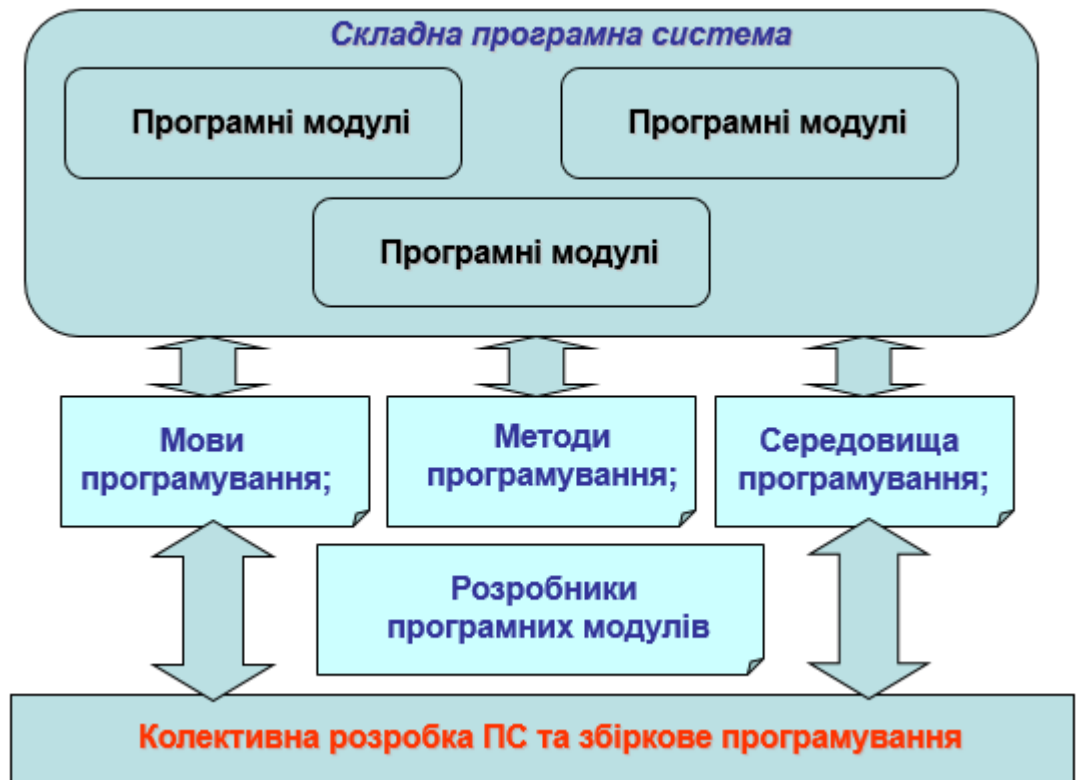 Складна програмна система
Програмні модулі
Програмні модулі
Програмні модулі
Мови
програмування;
Методи
програмування;
Середовища
програмування;
Розробники
програмних модулів
Колективна розробка ПС та збіркове програмування